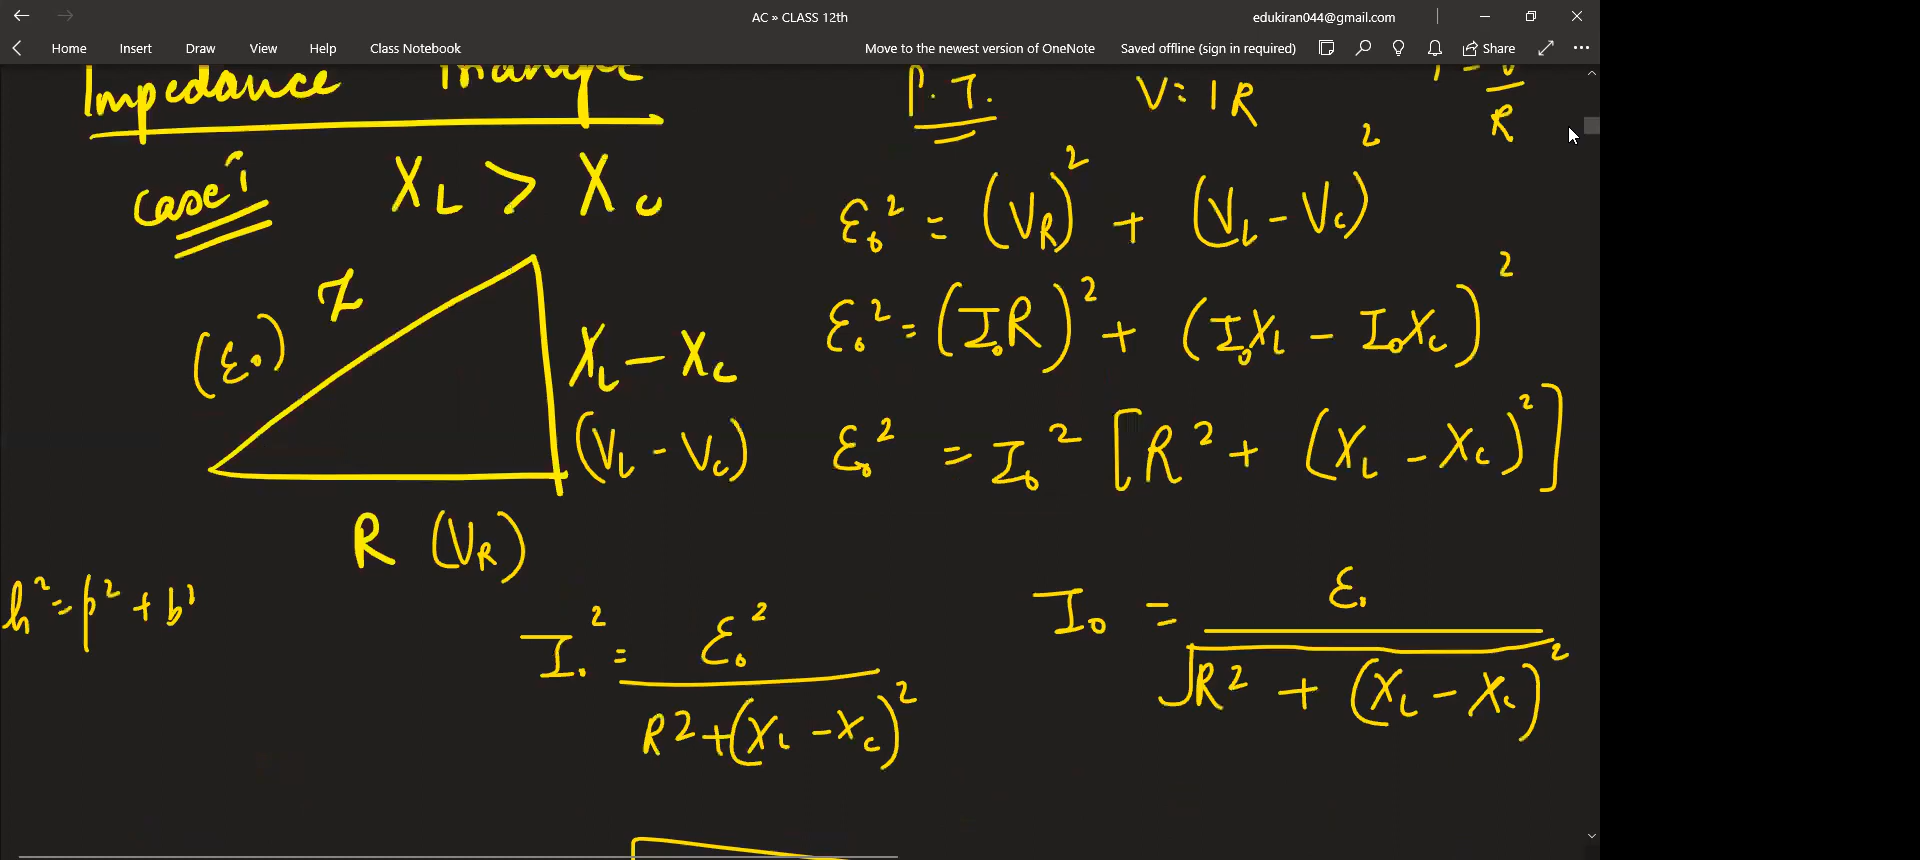 AC » CLASS 12th
edukiran044@gmail.com
Home Insert Draw View Help Class Notebook
Move to the newest version of OneNote Saved offline (sign in required) Share
Impedance Triangle
P.T.
V = IR
I = V/R
case i
X_L > X_C
ε₀² = (V_R)² + (V_L - V_C)²
Z
(ε₀)
ε₀² = (I₀R)² + (I₀X_L - I₀X_C)²
X_L - X_C
(V_L - V_C)
ε₀² = I₀² [R² + (X_L - X_C)²]
R (V_R)
h² = p² + b²
I₀² = ε₀² / R² + (X_L - X_C)²
I₀ = ε₀ / √R² + (X_L - X_C)²